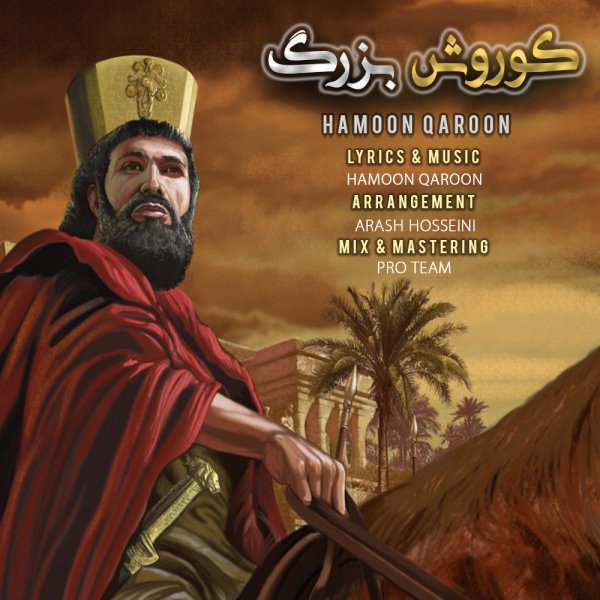 کوروش بزرگ
HAMOON QAROON
LYRICS & MUSIC
HAMOON QAROON
ARRANGEMENT
ARASH HOSSEINI
MIX & MASTERING
PRO TEAM